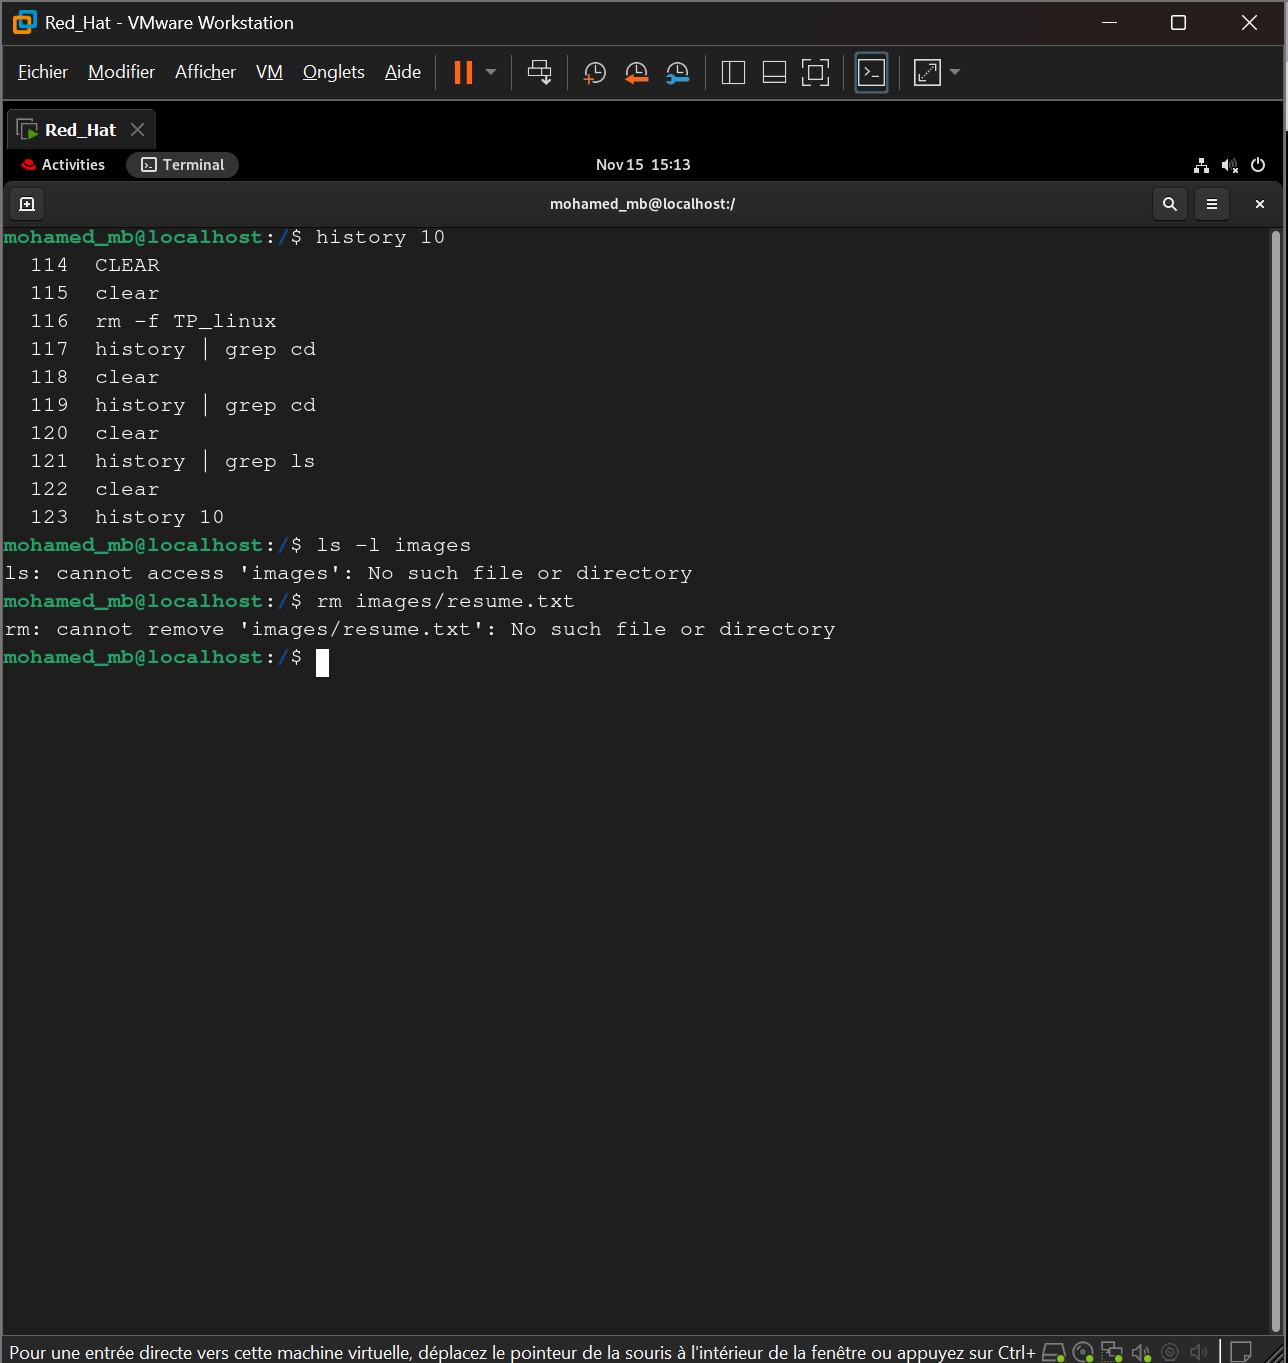 Red_Hat - VMware Workstation
Fichier Modifier Afficher VM Onglets Aide
Red_Hat
Activities Terminal Nov 15 15:13
mohamed_mb@localhost:/
mohamed_mb@localhost:/$ history 10
114 CLEAR
115 clear
116 rm -f TP_linux
117 history | grep cd
118 clear
119 history | grep cd
120 clear
121 history | grep ls
122 clear
123 history 10
mohamed_mb@localhost:/$ ls -l images
ls: cannot access 'images': No such file or directory
mohamed_mb@localhost:/$ rm images/resume.txt
rm: cannot remove 'images/resume.txt': No such file or directory
mohamed_mb@localhost:/$
Pour une entrée directe vers cette machine virtuelle, déplacez le pointeur de la souris à l'intérieur de la fenêtre ou appuyez sur Ctrl+